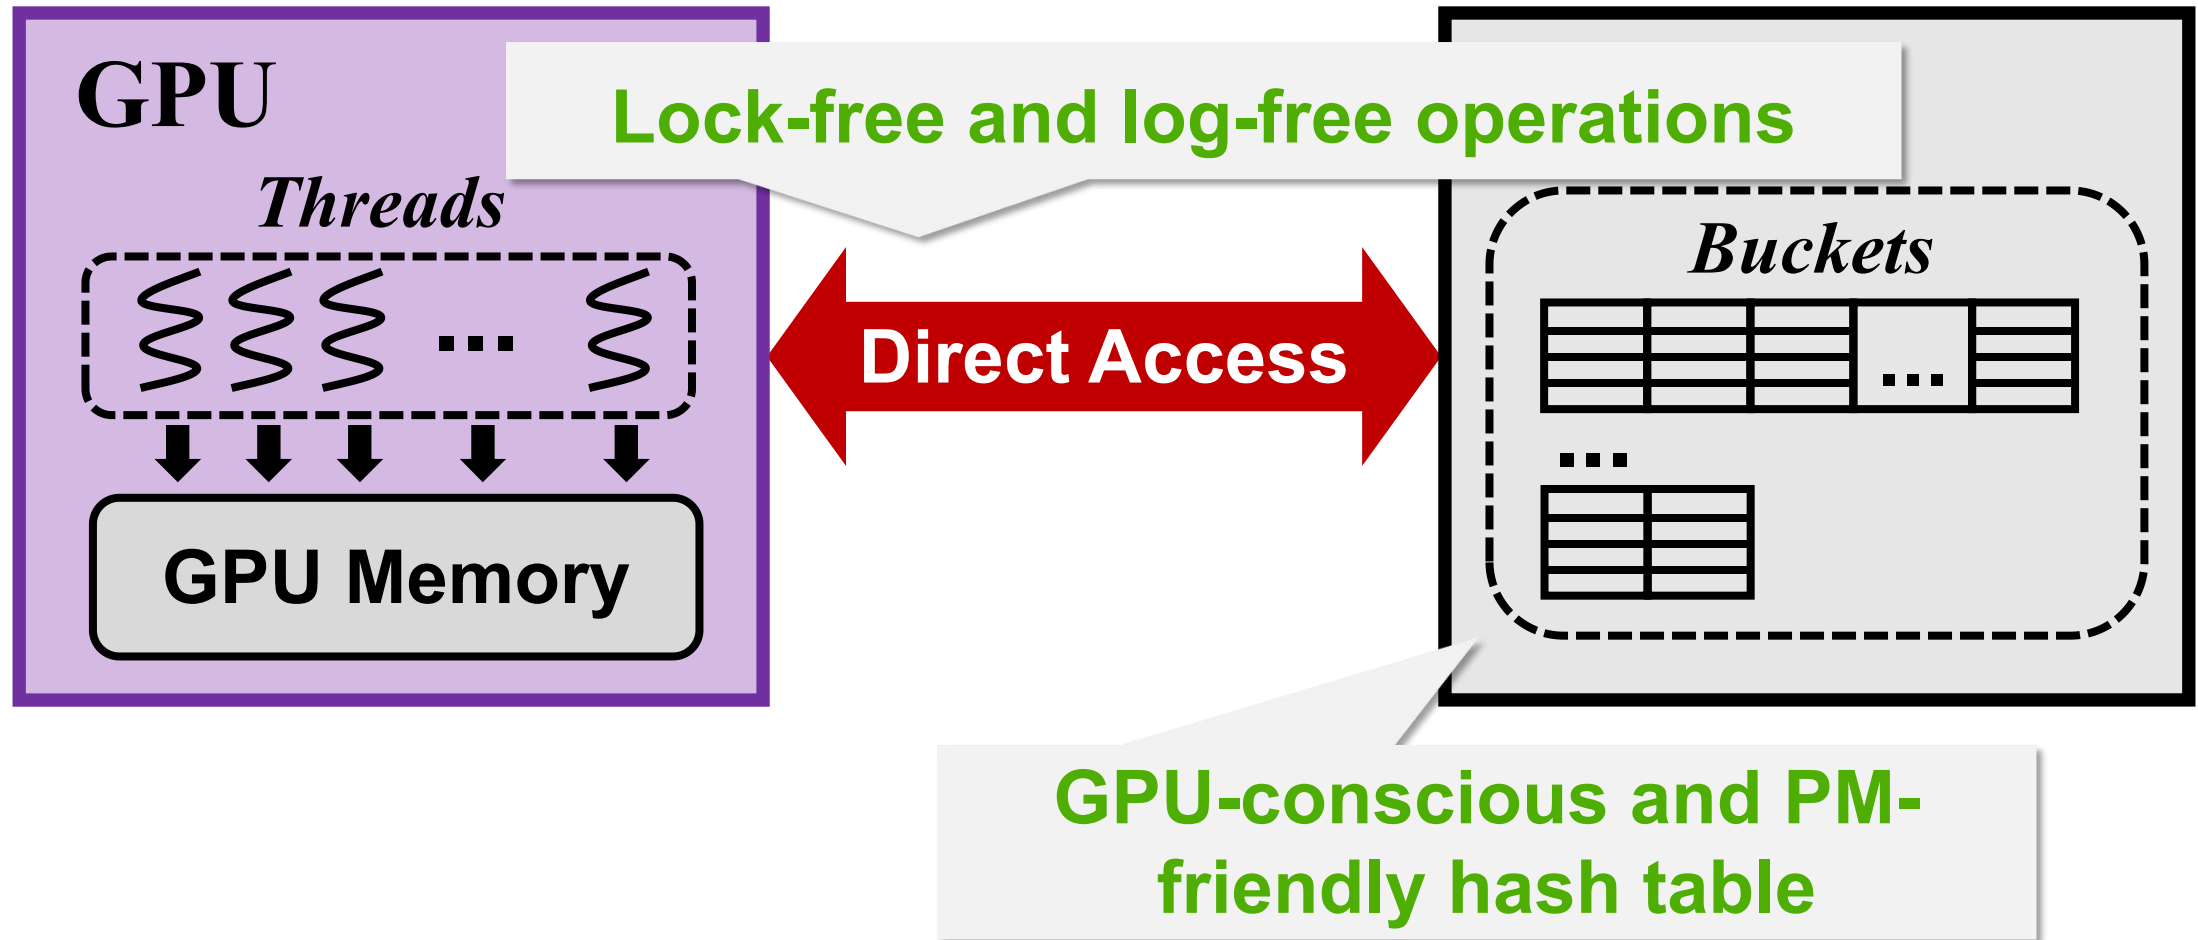 GPU
Lock-free and log-free operations
Threads
Buckets
...
Direct Access
...
...
GPU Memory
GPU-conscious and PM-
friendly hash table